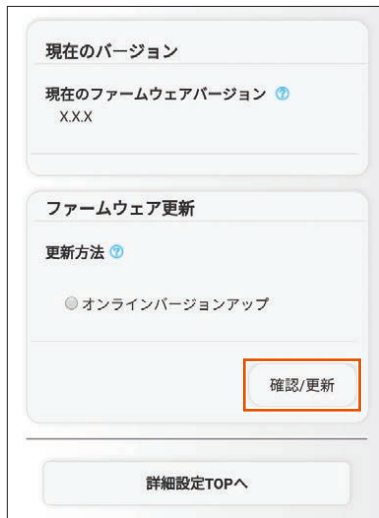 現在のバージョン
現在のファームウェアバージョン ?
X.X.X
ファームウェア更新
更新方法 ?
オンラインバージョンアップ
確認/更新
詳細設定TOPへ